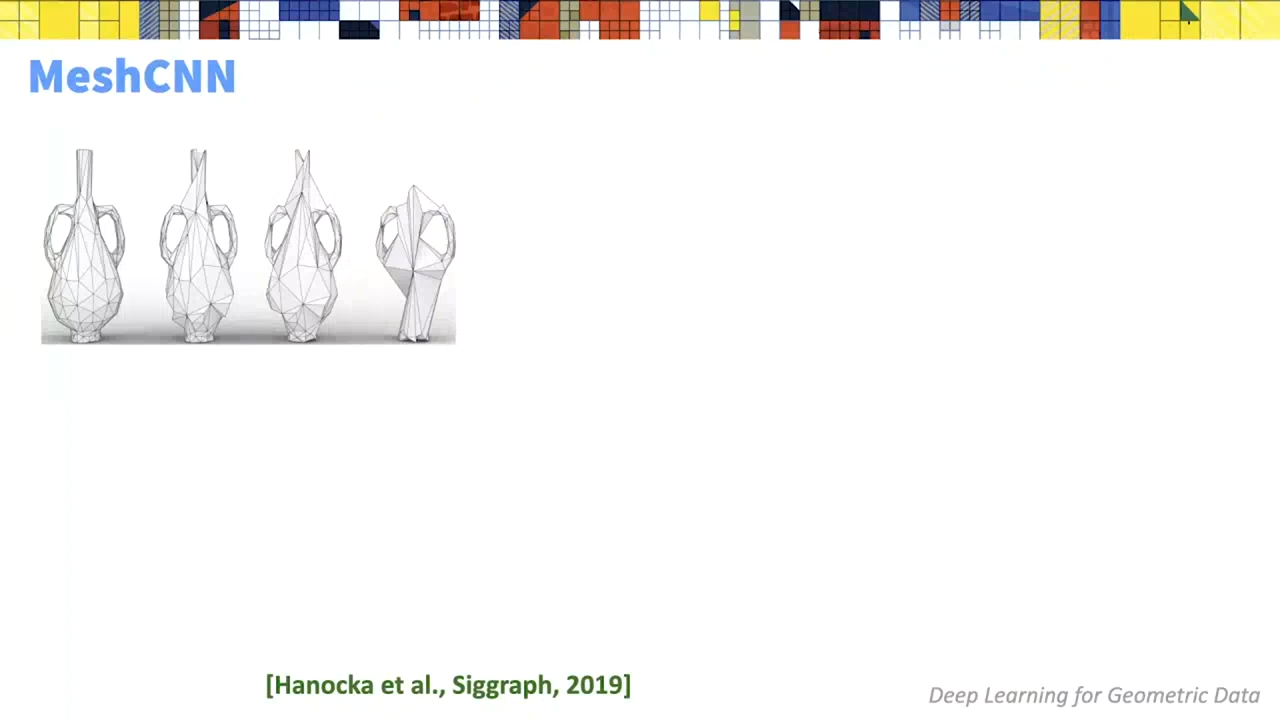 MeshCNN
[Hanocka et al., Siggraph, 2019]
Deep Learning for Geometric Data